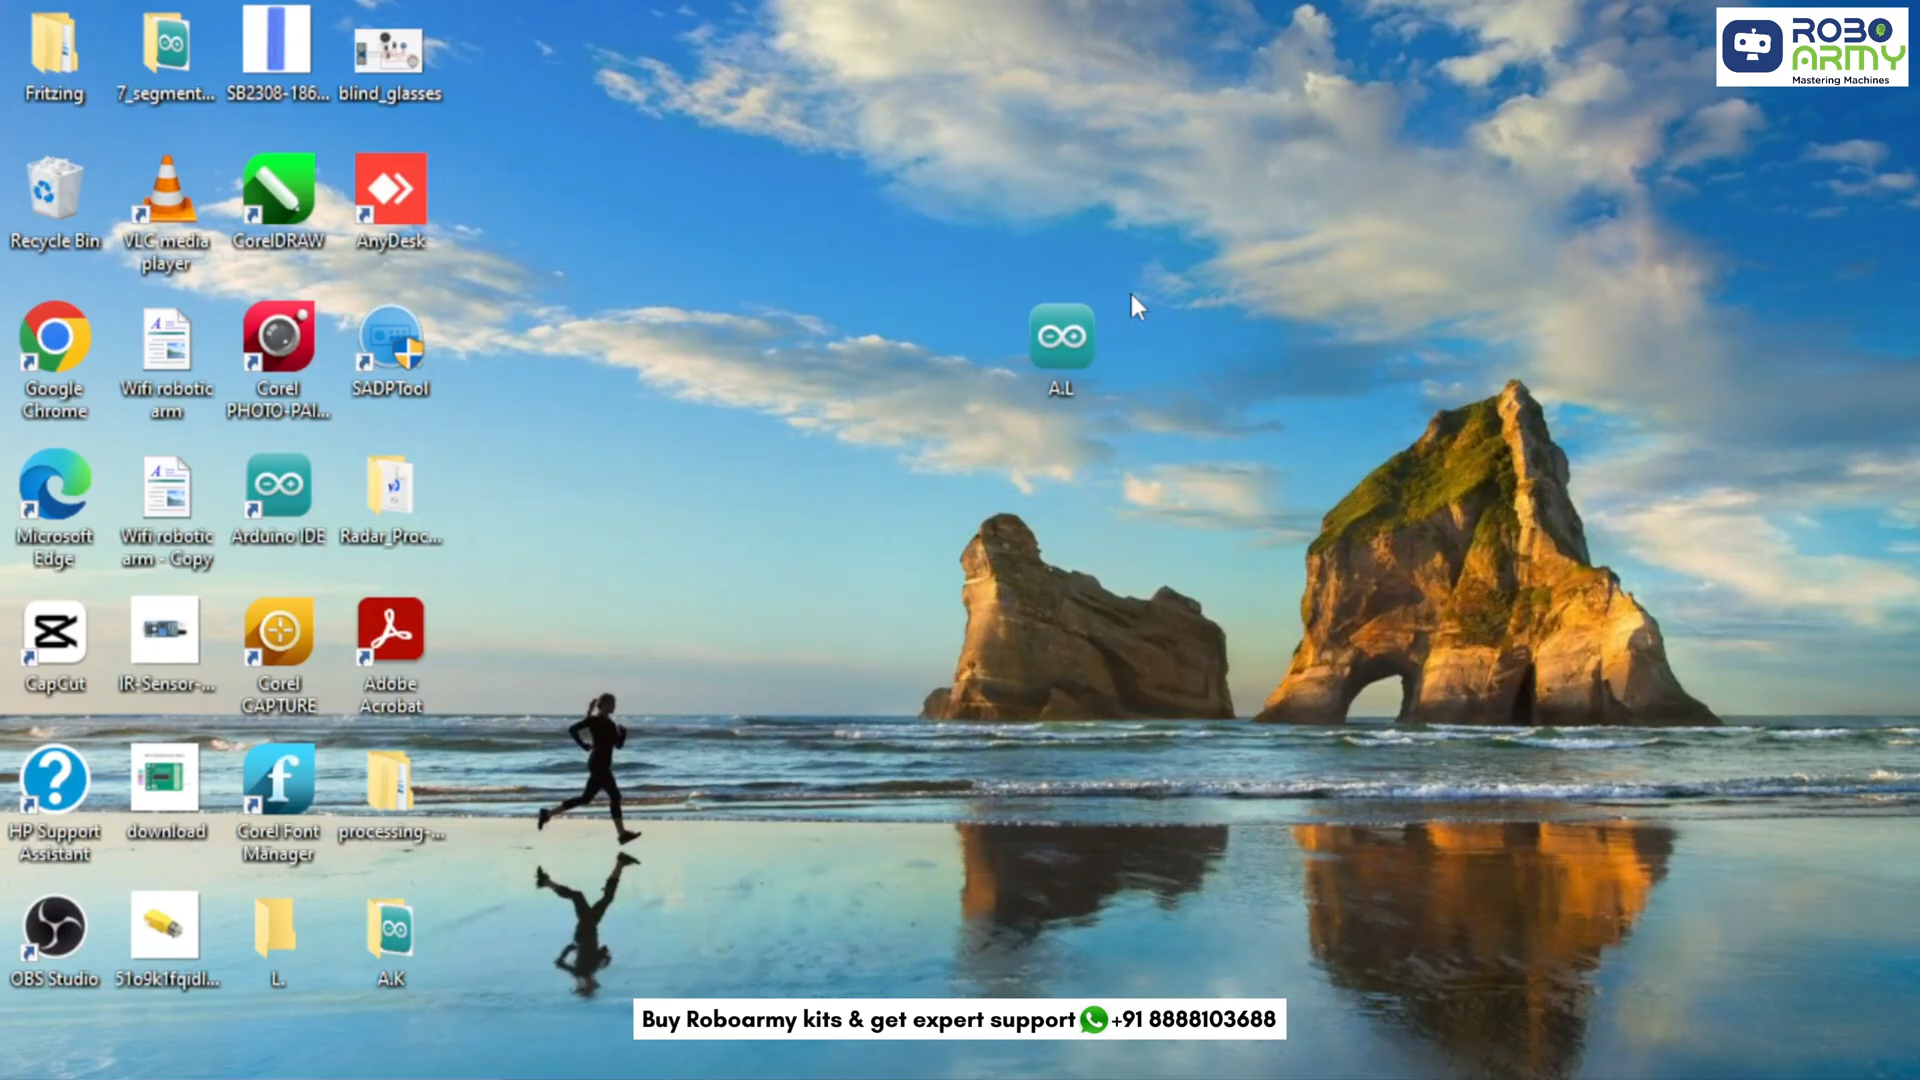 ROBO
ARMY
Mastering Machines
Fritzing
7_segment...
SB2308-186...
blind_glasses
Recycle Bin
VLC media
player
CorelDRAW
AnyDesk
Google
Chrome
Wifi robotic
arm
Corel
PHOTO-PAI...
SADPTool
A.L
Microsoft
Edge
Wifi robotic
arm - Copy
Arduino IDE
Radar_Proc...
CapCut
IR-Sensor-...
Corel
CAPTURE
Adobe
Acrobat
HP Support
Assistant
download
Corel Font
Manager
processing-...
OBS Studio
51o9k1fqidl...
L.
A.K
Buy Roboarmy kits & get expert support +91 8888103688